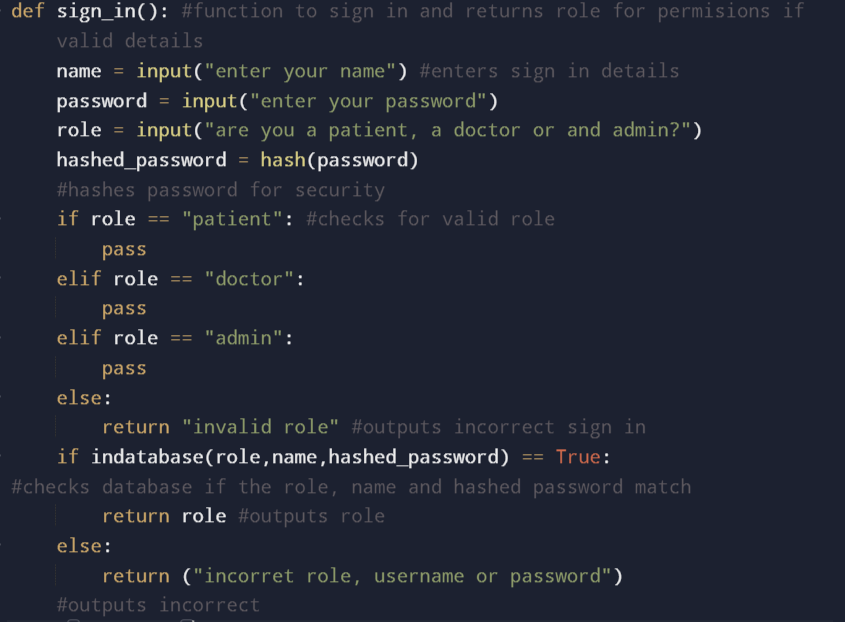 def sign_in(): #function to sign in and returns role for permisions if
valid details
name = input("enter your name") #enters sign in details
password = input("enter your password")
role = input("are you a patient, a doctor or and admin?")
hashed_password = hash(password)
#hashes password for security
if role == "patient": #checks for valid role
pass
elif role == "doctor":
pass
elif role == "admin":
pass
else:
return "invalid role" #outputs incorrect sign in
if indatabase(role,name,hashed_password) == True:
#checks database if the role, name and hashed password match
return role #outputs role
else:
return ("incorret role, username or password")
#outputs incorrect